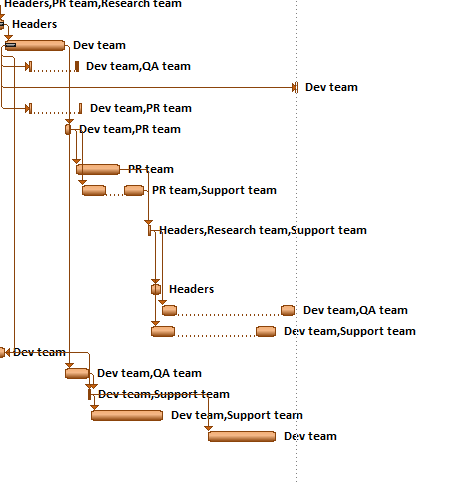 Headers,PR team,Research team
Headers
Dev team
Dev team,QA team
Dev team
Dev team,PR team
Dev team,PR team
PR team
PR team,Support team
Headers,Research team,Support team
Headers
Dev team,QA team
Dev team,Support team
Dev team
Dev team,QA team
Dev team,Support team
Dev team,Support team
Dev team